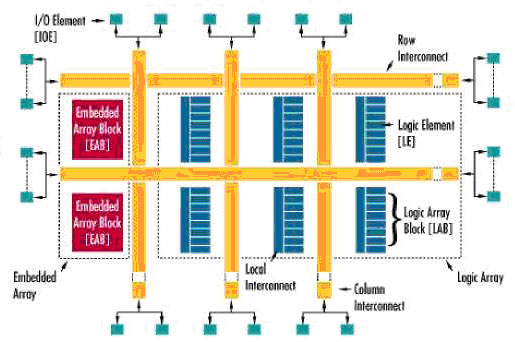 I/O Element
[IOE]
Row
Interconnect
Embedded
Array Block
[EAB]
Logic Element
[LE]
Embedded
Array Block
[EAB]
Logic Array
Block [LAB]
Embedded
Array
Local
Interconnect
Logic Array
Column
Interconnect